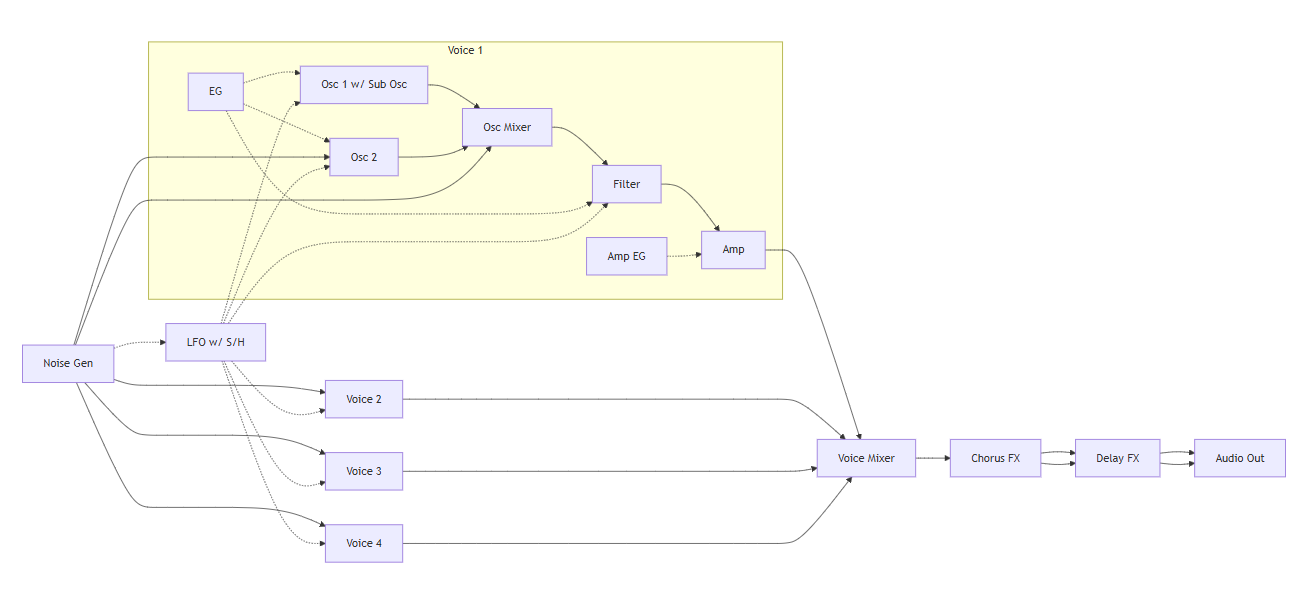 Voice 1
EG
Osc 1 w/ Sub Osc
Osc Mixer
Osc 2
Filter
Amp EG
Amp
LFO w/ S/H
Noise Gen
Voice 2
Voice 3
Voice 4
Voice Mixer
Chorus FX
Delay FX
Audio Out